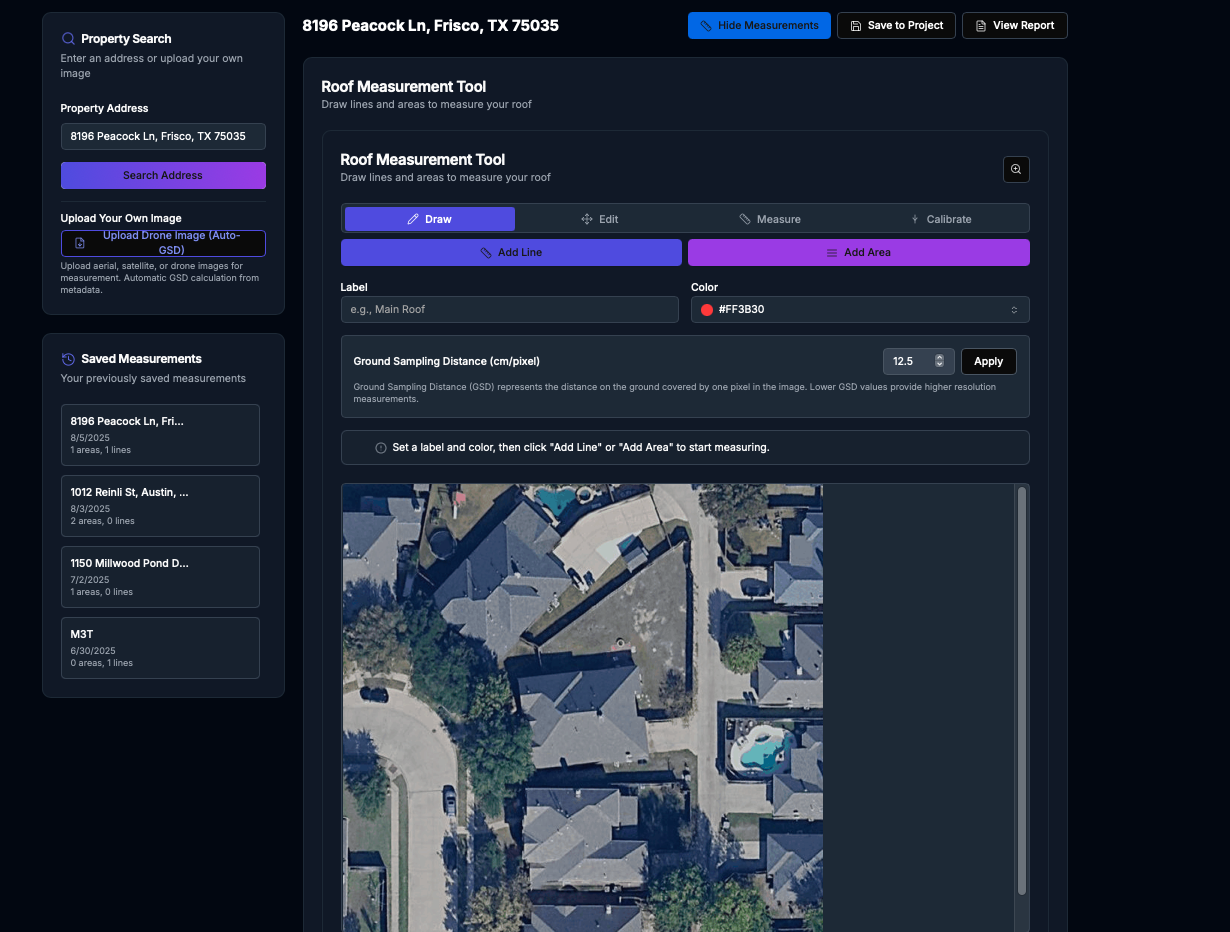 Property Search
Enter an address or upload your own
image
Property Address
8196 Peacock Ln, Frisco, TX 75035
Search Address
Upload Your Own Image
Upload Drone Image (Auto-
GSD)
Upload aerial, satellite, or drone images for
measurement. Automatic GSD calculation from
metadata.
Saved Measurements
Your previously saved measurements
8196 Peacock Ln, Fri...
8/5/2025
1 areas, 1 lines
1012 Reinli St, Austin, ...
8/3/2025
2 areas, 0 lines
1150 Millwood Pond D...
7/2/2025
1 areas, 0 lines
M3T
6/30/2025
0 areas, 1 lines
8196 Peacock Ln, Frisco, TX 75035
Hide Measurements
Save to Project
View Report
Roof Measurement Tool
Draw lines and areas to measure your roof
Roof Measurement Tool
Draw lines and areas to measure your roof
Draw
Edit
Measure
Calibrate
Add Line
Add Area
Label
Color
e.g., Main Roof
#FF3B30
Ground Sampling Distance (cm/pixel)
12.5
Apply
Ground Sampling Distance (GSD) represents the distance on the ground covered by one pixel in the image. Lower GSD values provide higher resolution
measurements.
Set a label and color, then click "Add Line" or "Add Area" to start measuring.